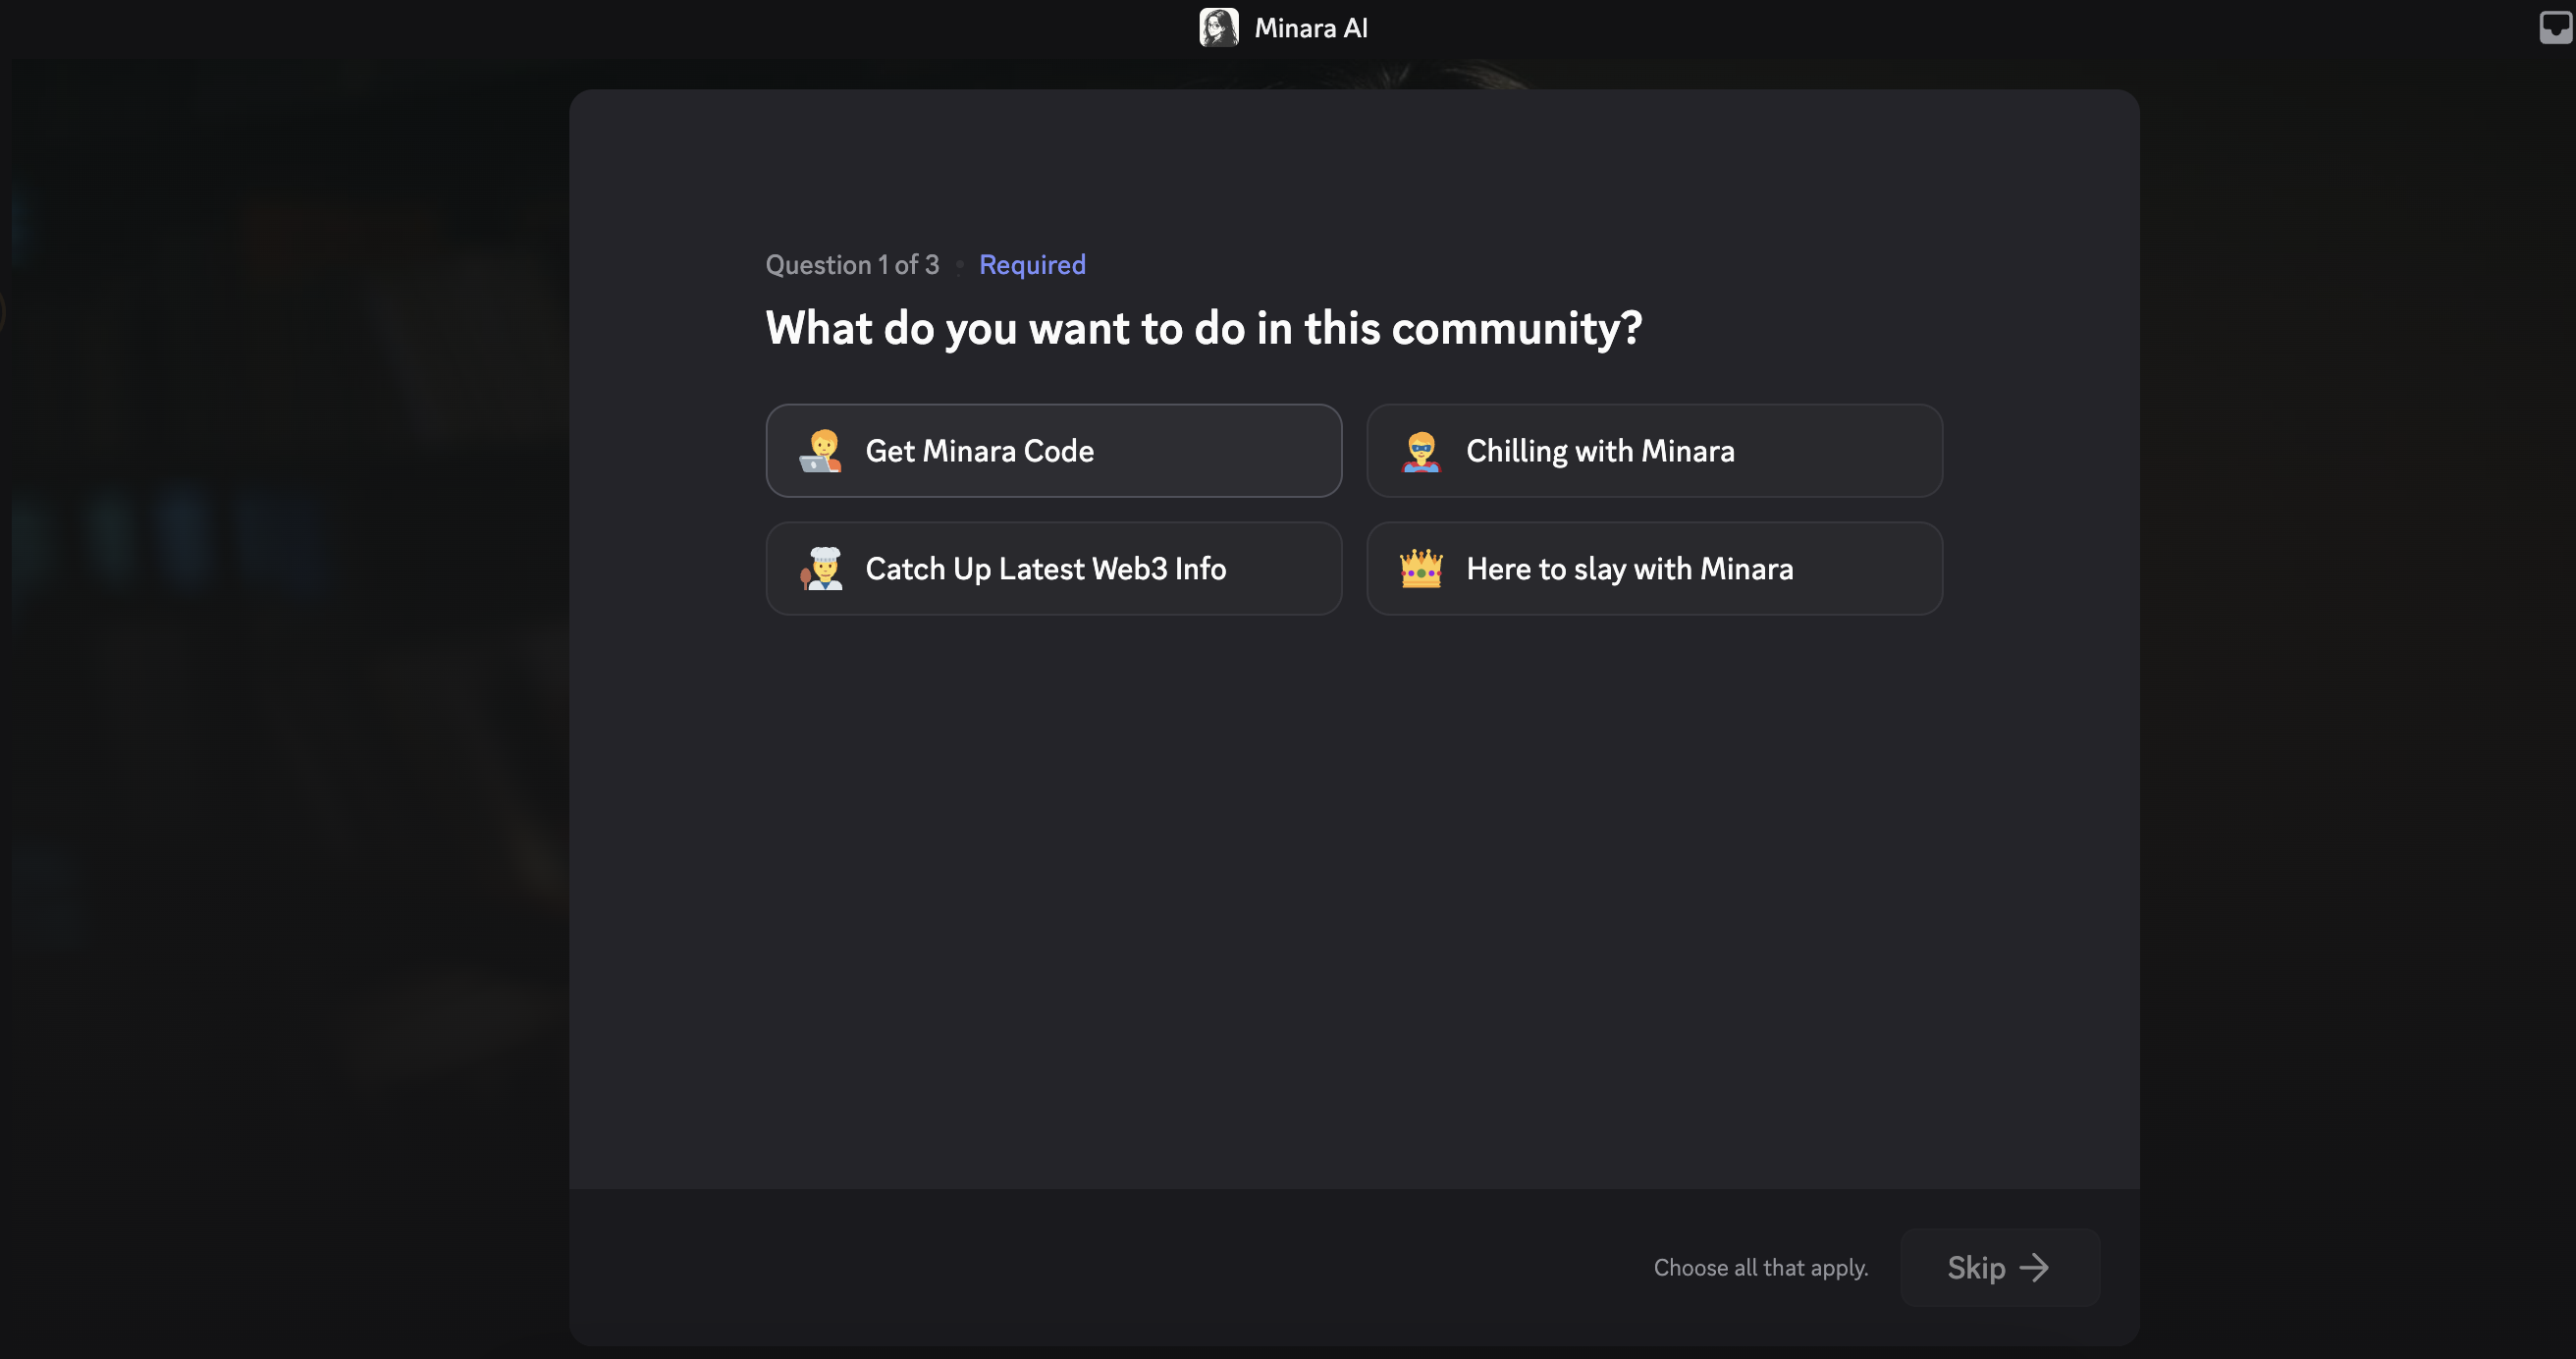 Minara AI
Question 1 of 3 • Required
What do you want to do in this community?
Get Minara Code
Chilling with Minara
Catch Up Latest Web3 Info
Here to slay with Minara
Choose all that apply.
Skip →